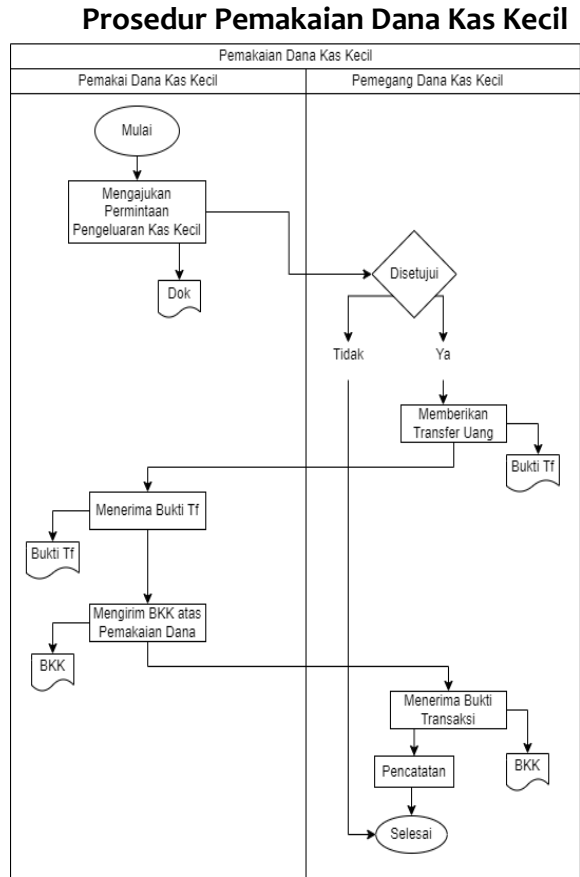 Prosedur Pemakaian Dana Kas Kecil
Pemakaian Dana Kas Kecil
Pemakai Dana Kas Kecil
Pemegang Dana Kas Kecil
Mulai
Mengajukan
Permintaan
Pengeluaran Kas Kecil
Dok
Disetujui
Tidak
Ya
Memberikan
Transfer Uang
Bukti Tf
Menerima Bukti Tf
Bukti Tf
Mengirim BKK atas
Pemakaian Dana
BKK
Menerima Bukti
Transaksi
BKK
Pencatatan
Selesai